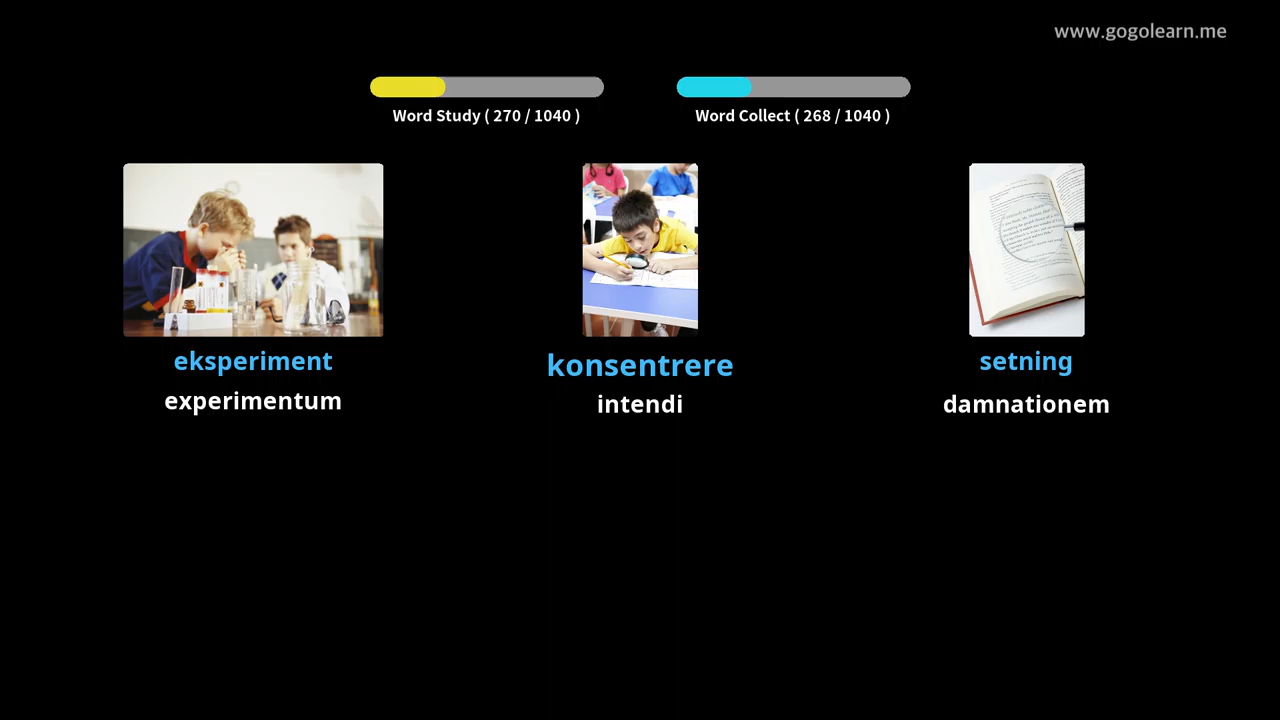 www.gogolearn.me
Word Study ( 270 / 1040 )
Word Collect ( 268 / 1040 )
eksperiment
konsentrere
setning
experimentum
intendi
damnationem